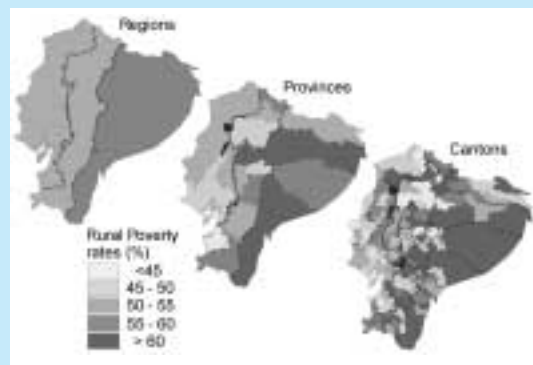 Regions
Provinces
Cantons
Rural Poverty
rates (%)
<45
45 - 50
50 - 55
55 - 60
> 60